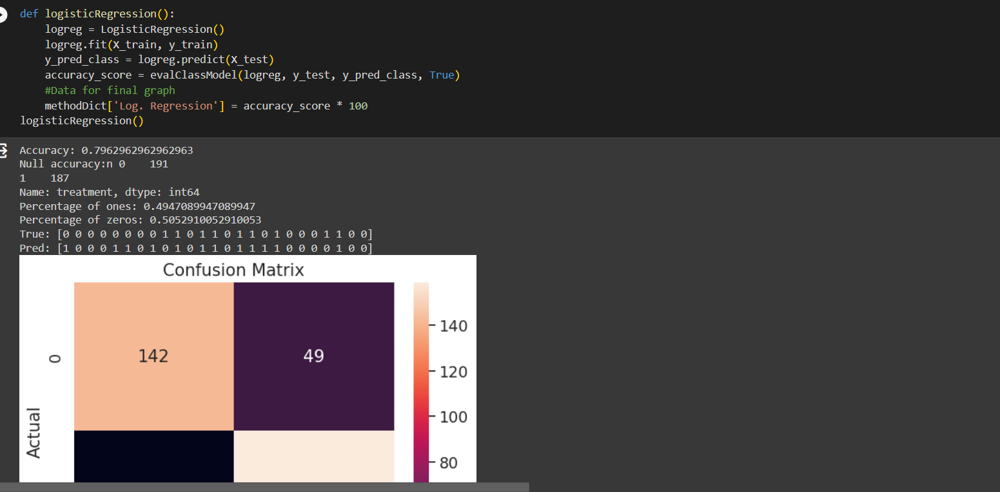 def logisticRegression():
    logreg = LogisticRegression()
    logreg.fit(X_train, y_train)
    y_pred_class = logreg.predict(X_test)
    accuracy_score = evalClassModel(logreg, y_test, y_pred_class, True)
    #Data for final graph
    methodDict['Log. Regression'] = accuracy_score * 100
logisticRegression()
Accuracy: 0.7962962962962963
Null accuracy:n 0    191
1    187
Name: treatment, dtype: int64
Percentage of ones: 0.4947089947089947
Percentage of zeros: 0.5052910052910053
True: [0 0 0 0 0 0 0 0 1 1 0 1 1 0 1 1 0 1 0 0 0 1 1 0 0]
Pred: [1 0 0 0 1 1 0 1 0 1 0 1 1 0 1 1 1 1 0 0 0 0 1 0 0]
Confusion Matrix
142
49
0
Actual
140
120
100
80